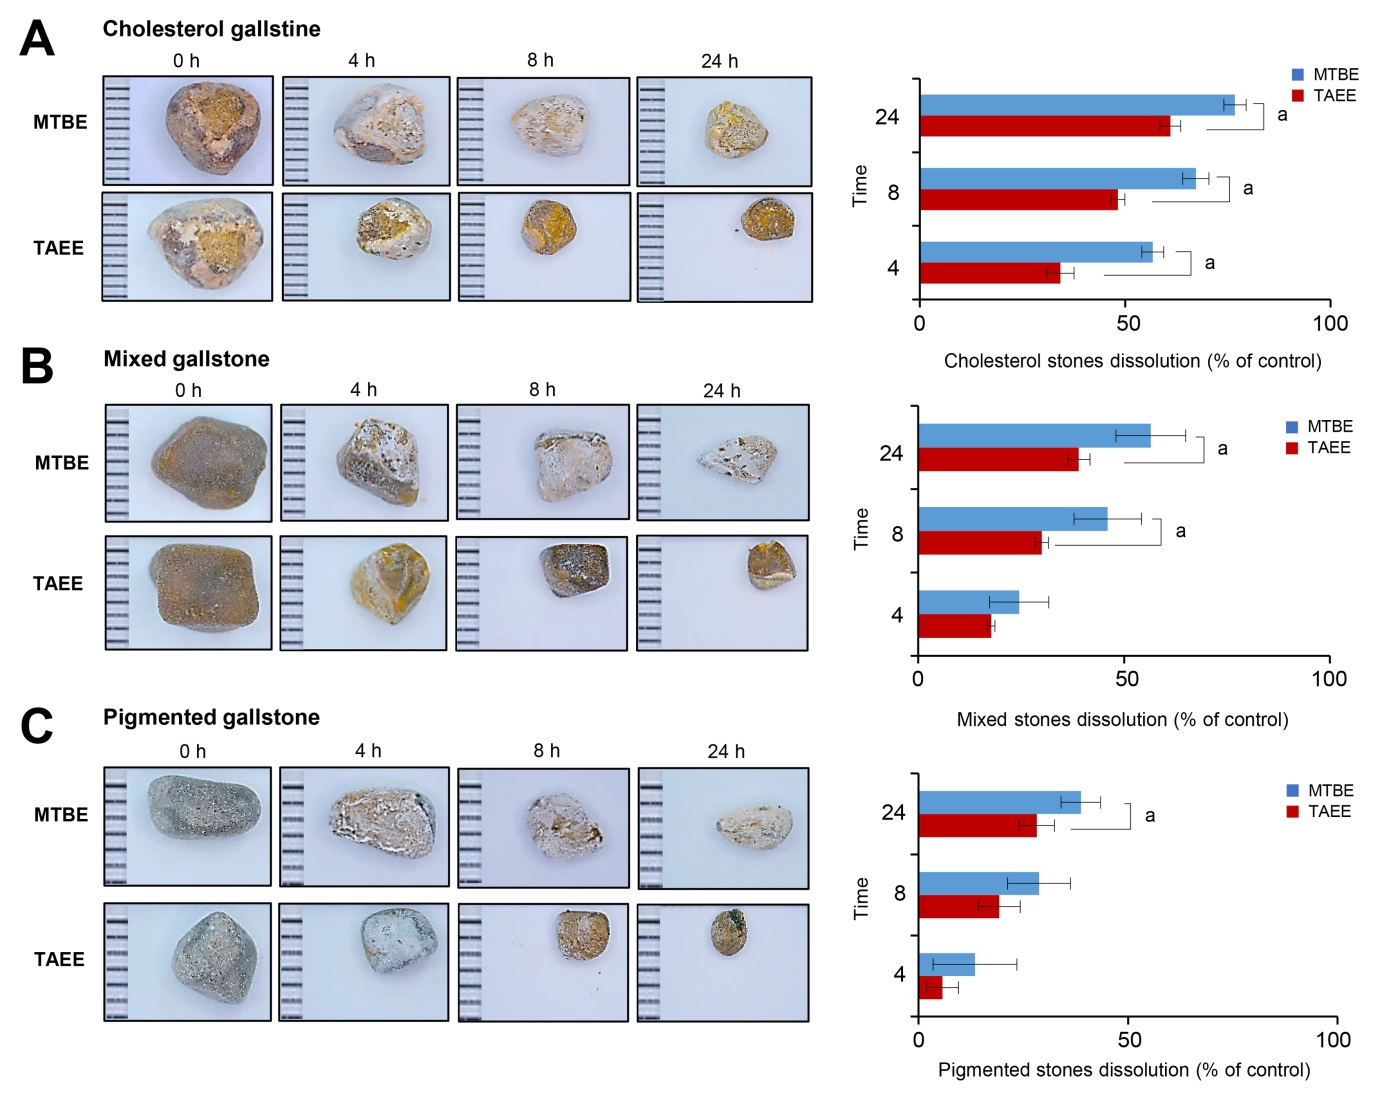 A
Cholesterol gallstine
0 h 4 h 8 h 24 h
MTBE
TAEE
MTBE
TAEE
24
a
8
a
4
a
Time
0 50 100
Cholesterol stones dissolution (% of control)
B
Mixed gallstone
0 h 4 h 8 h 24 h
MTBE
TAEE
MTBE
TAEE
24
a
8
a
4
Time
0 50 100
Mixed stones dissolution (% of control)
C
Pigmented gallstone
0 h 4 h 8 h 24 h
MTBE
TAEE
MTBE
TAEE
24
a
8
4
Time
0 50 100
Pigmented stones dissolution (% of control)